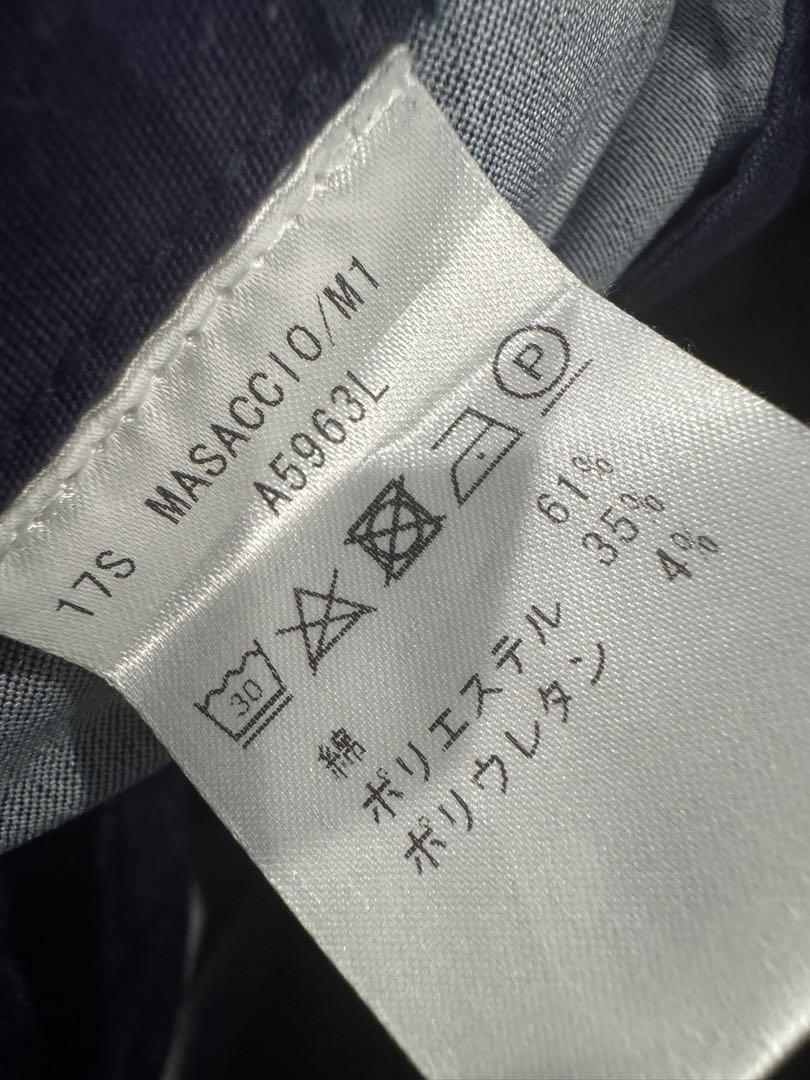 17S MASACCIO/M1
A5963L
30
P
綿 61%
ポリエステル 35%
ポリウレタン 4%